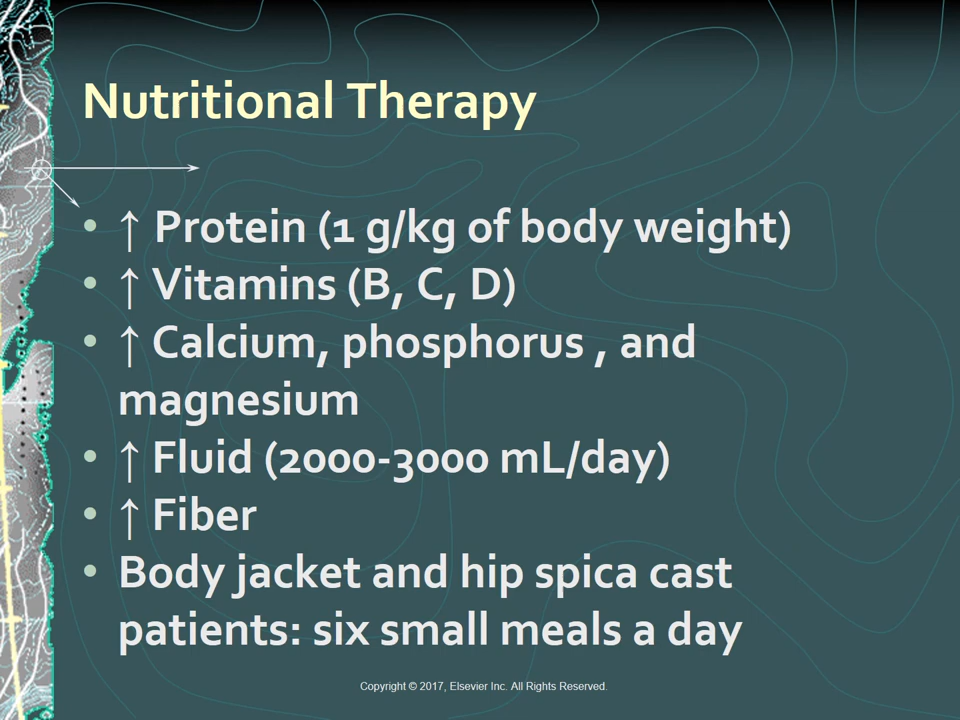 Nutritional Therapy
• ↑ Protein (1 g/kg of body weight)
• ↑ Vitamins (B, C, D)
• ↑ Calcium, phosphorus , and
magnesium
• ↑ Fluid (2000-3000 mL/day)
• ↑ Fiber
• Body jacket and hip spica cast
patients: six small meals a day
Copyright © 2017, Elsevier Inc. All Rights Reserved.